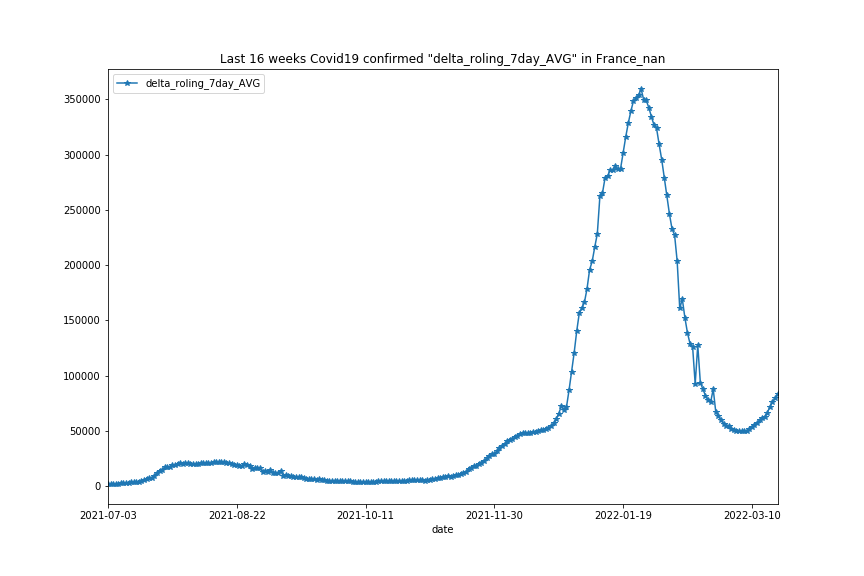 Last 16 weeks Covid19 confirmed "delta_roling_7day_AVG" in France_nan
delta_roling_7day_AVG
350000
300000
250000
200000
150000
100000
50000
0
2021-07-03 2021-08-22 2021-10-11 2021-11-30 2022-01-19 2022-03-10
date